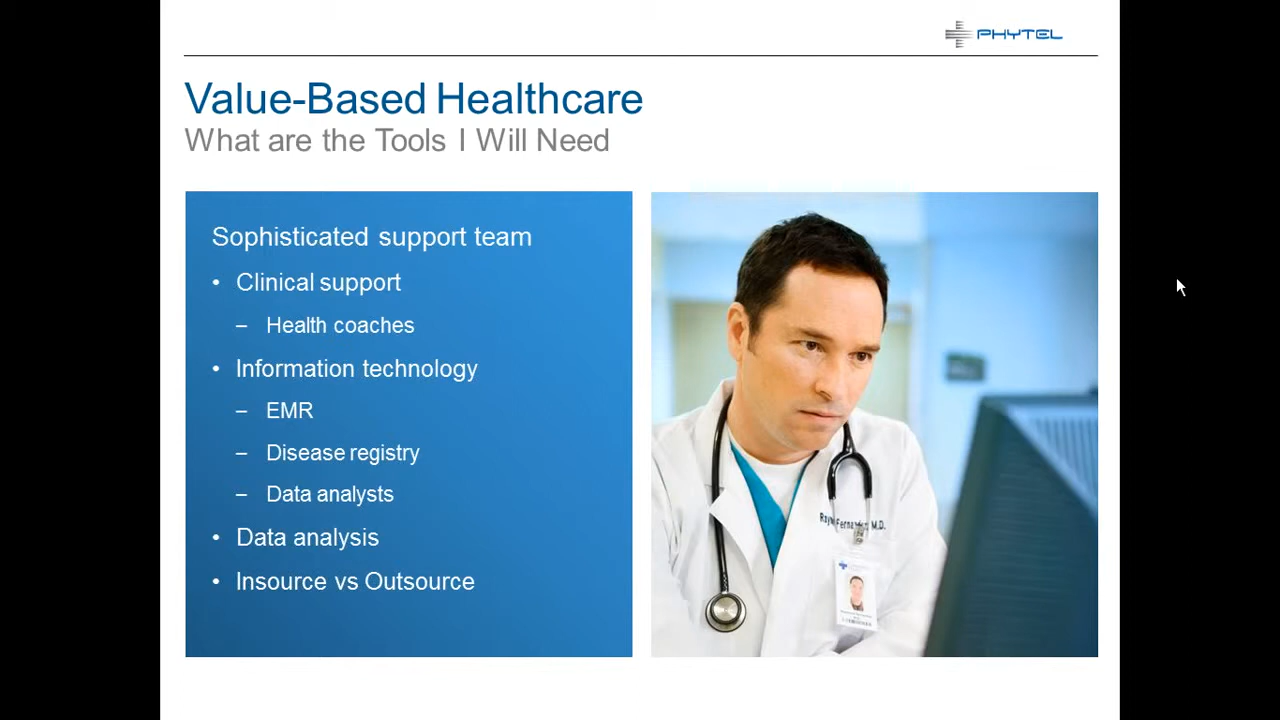 PHYTEL
Value-Based Healthcare
What are the Tools I Will Need
Sophisticated support team
• Clinical support
– Health coaches
• Information technology
– EMR
– Disease registry
– Data analysts
• Data analysis
• Insource vs Outsource
M.D.